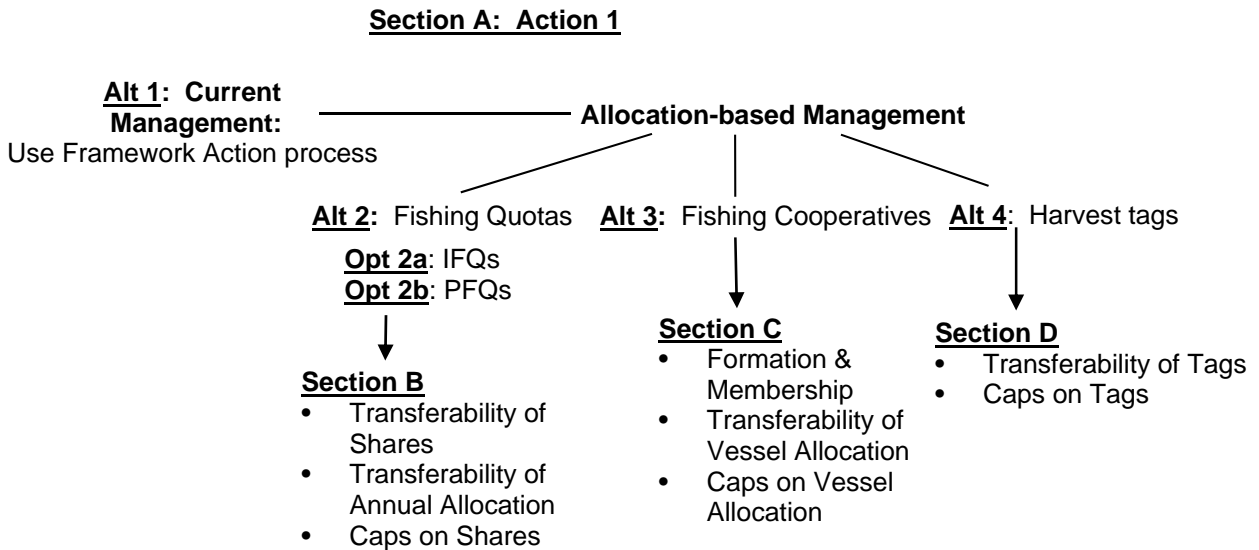 Section A: Action 1
Alt 1: Current
Management:
Use Framework Action process
Allocation-based Management
Alt 2: Fishing Quotas
Opt 2a: IFQs
Opt 2b: PFQs
Section B
• Transferability of
Shares
• Transferability of
Annual Allocation
• Caps on Shares
Alt 3: Fishing Cooperatives
Section C
• Formation &
Membership
• Transferability of
Vessel Allocation
• Caps on Vessel
Allocation
Alt 4: Harvest tags
Section D
• Transferability of Tags
• Caps on Tags